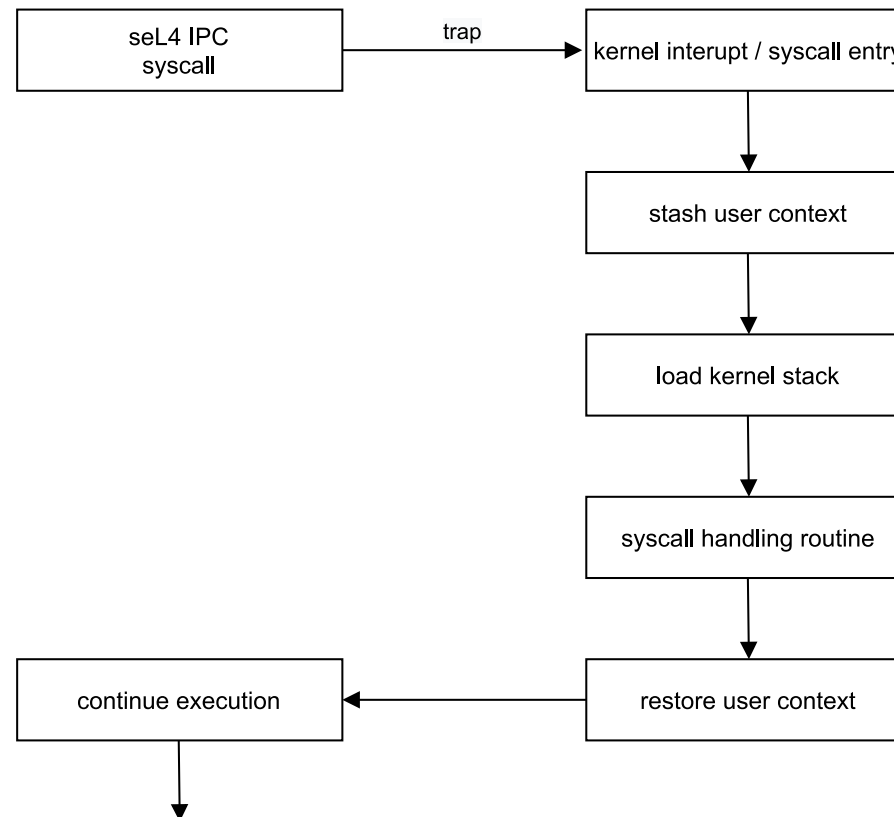 seL4 IPC
syscall
trap
kernel interupt / syscall entry
stash user context
load kernel stack
syscall handling routine
continue execution
restore user context